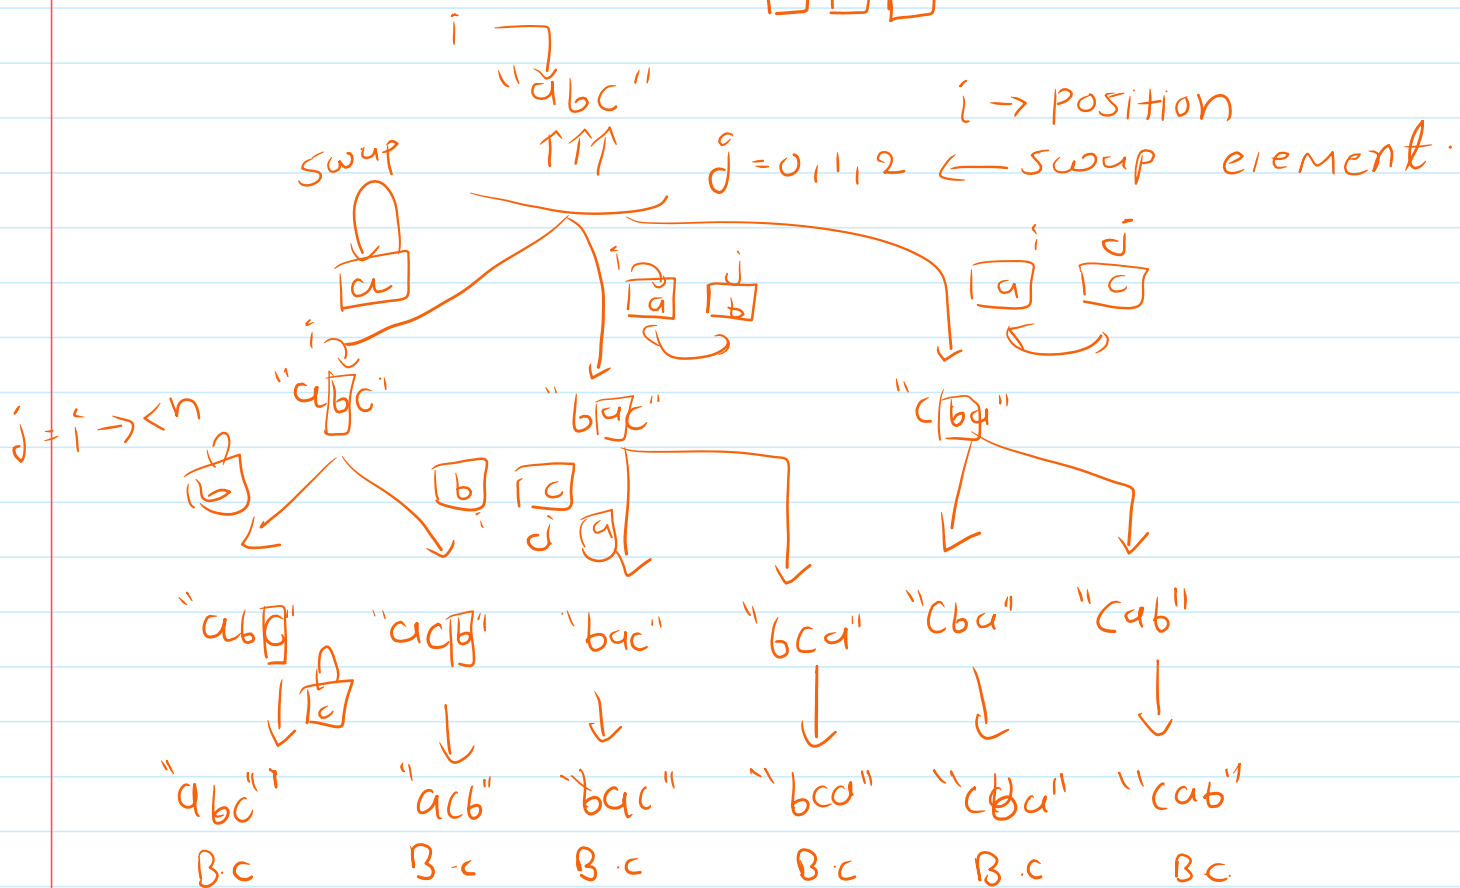 i
"abc"
i → position
swap
j = 0, 1, 2 ← swap element.
i j
i j
a
a b
a c
i
"abc" "bac" "cba"
j = i → <n
b
b c
i j a
"abc" "acb" "bac" "bca" "cba" "cab"
c
"abc" "acb" "bac" "bca" "cba" "cab"
B.c B.c B.c B.c B.c B.c